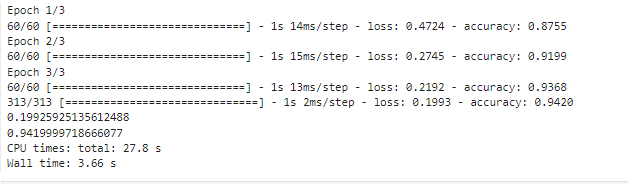 Epoch 1/3
60/60 [==============================] - 1s 14ms/step - loss: 0.4724 - accuracy: 0.8755
Epoch 2/3
60/60 [==============================] - 1s 15ms/step - loss: 0.2745 - accuracy: 0.9199
Epoch 3/3
60/60 [==============================] - 1s 13ms/step - loss: 0.2192 - accuracy: 0.9368
313/313 [==============================] - 1s 2ms/step - loss: 0.1993 - accuracy: 0.9420
0.19925925135612488
0.9419999718666077
CPU times: total: 27.8 s
Wall time: 3.66 s